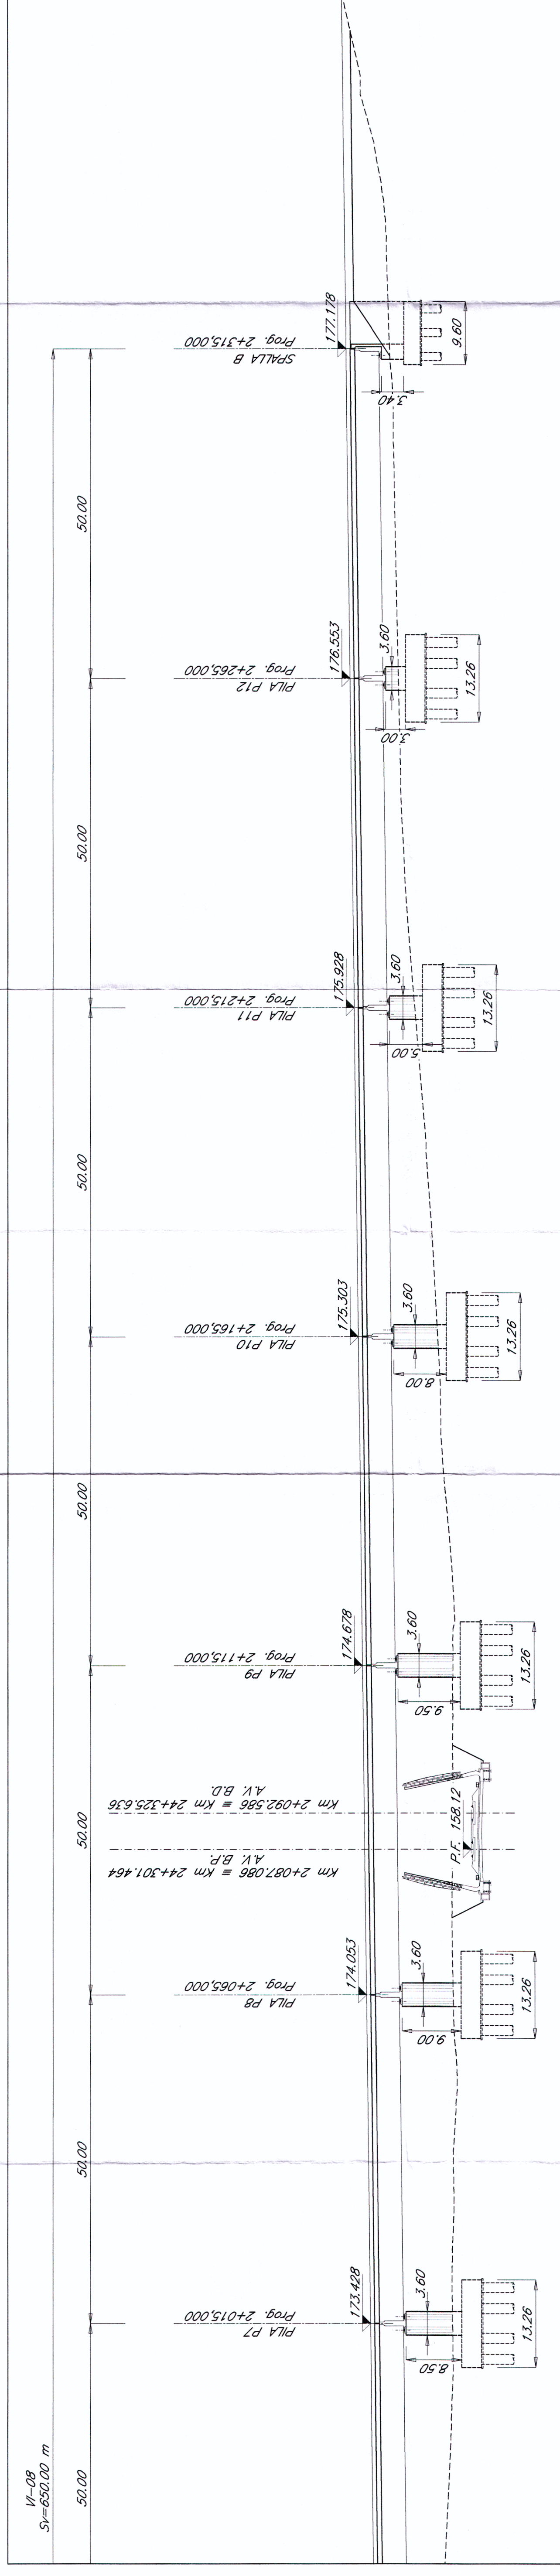 VI-08
Sv=650.00 m
50.00
50.00
50.00
50.00
50.00
50.00
50.00
PILA P7
Prog. 2+015,000
173.428
8.50
3.60
13.26
PILA P8
Prog. 2+065,000
174.053
9.00
3.60
13.26
Km 2+087.086 ≡ Km 24+301.464
A.V. B.P.
Km 2+092.586 ≡ Km 24+325.636
A.V. B.D.
P.F. 158.12
PILA P9
Prog. 2+115,000
174.678
9.50
3.60
13.26
PILA P10
Prog. 2+165,000
175.303
8.00
3.60
13.26
PILA P11
Prog. 2+215,000
175.928
5.00
3.60
13.26
PILA P12
Prog. 2+265,000
176.553
3.00
3.60
13.26
SPALLA B
Prog. 2+315,000
177.178
3.40
9.60